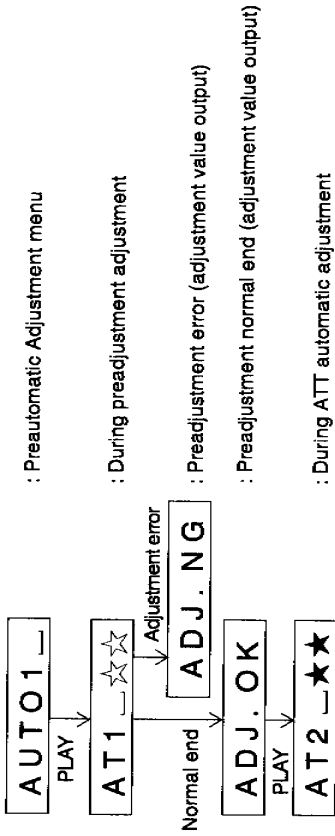 AUTO1_ : Preautomatic Adjustment menu
PLAY
AT1_☆☆ : During preadjustment adjustment
Adjustment error
ADJ.NG : Preadjustment error (adjustment value output)
Normal end
ADJ.OK : Preadjustment normal end (adjustment value output)
PLAY
AT2_★★ : During ATT automatic adjustment